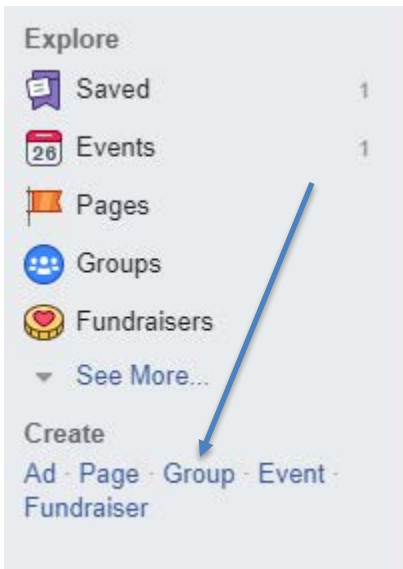 Explore
Saved 1
26 Events 1
Pages
Groups
Fundraisers
See More...
Create
Ad · Page · Group · Event ·
Fundraiser